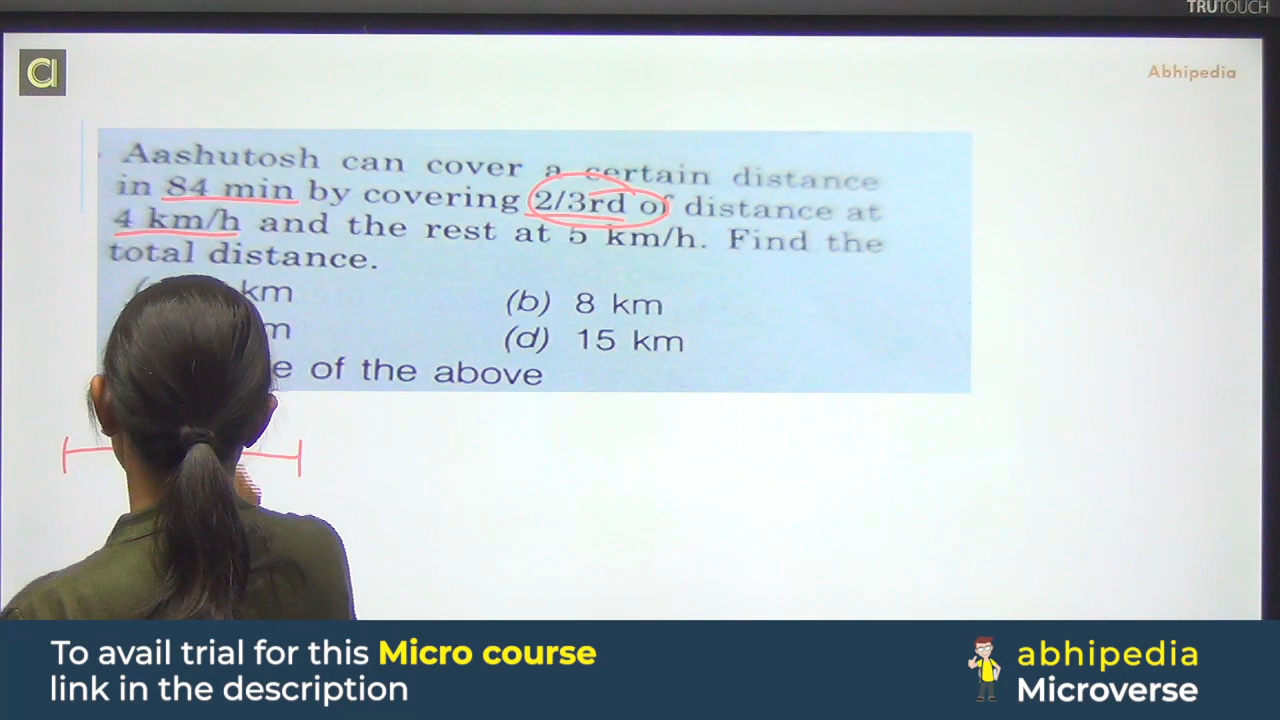 TRUTOUCH
Abhipedia
Aashutosh can cover a certain distance
in 84 min by covering 2/3rd of distance at
4 km/h and the rest at 5 km/h. Find the
total distance.
km
(b) 8 km
(d) 15 km
of the above
To avail trial for this Micro course
link in the description
abhipedia
Microverse